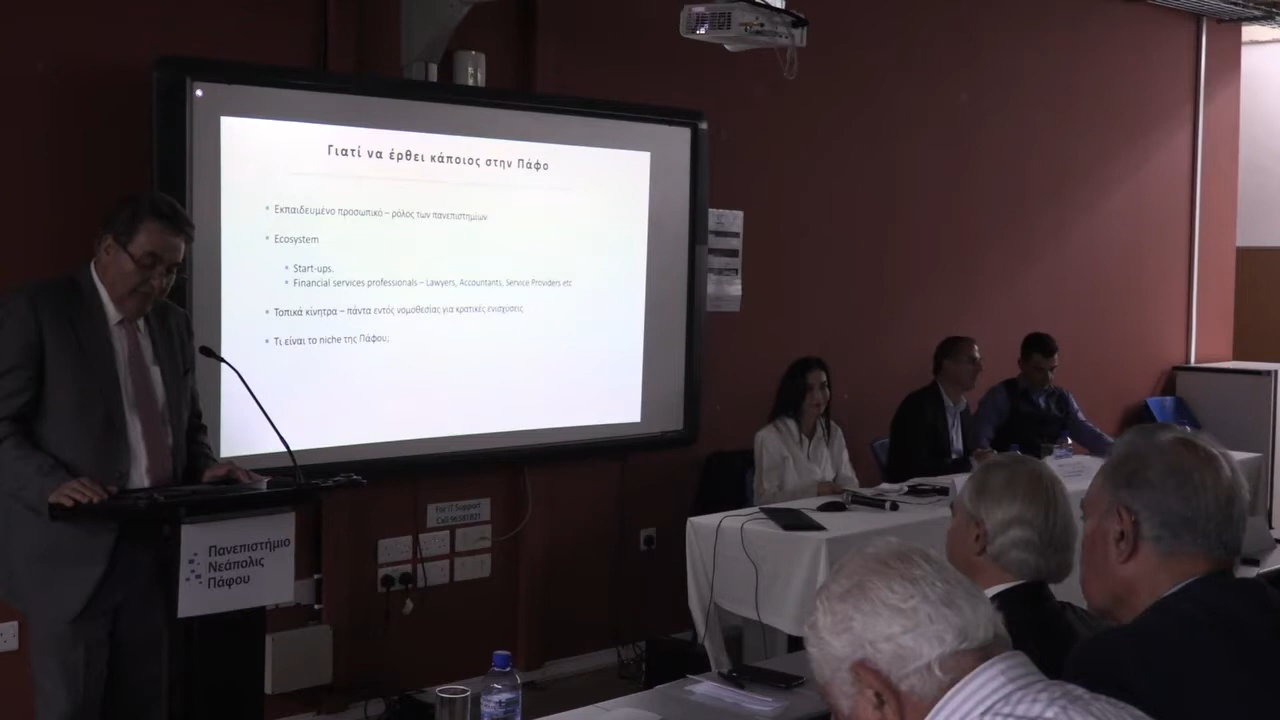 Γιατί να έρθει κάποιος στην Πάφο
Εκπαιδευμένο προσωπικό – ρόλος των πανεπιστημίων
Ecosystem
Start-ups.
Financial services professionals – Lawyers, Accountants, Service Providers etc
Τοπικά κίνητρα – πάντα εντός νομοθεσίας για κρατικές ενισχύσεις
Τι είναι το niche της Πάφου;
For IT Support
Call:96581821
Πανεπιστήμιο
Νεάπολις
Πάφου